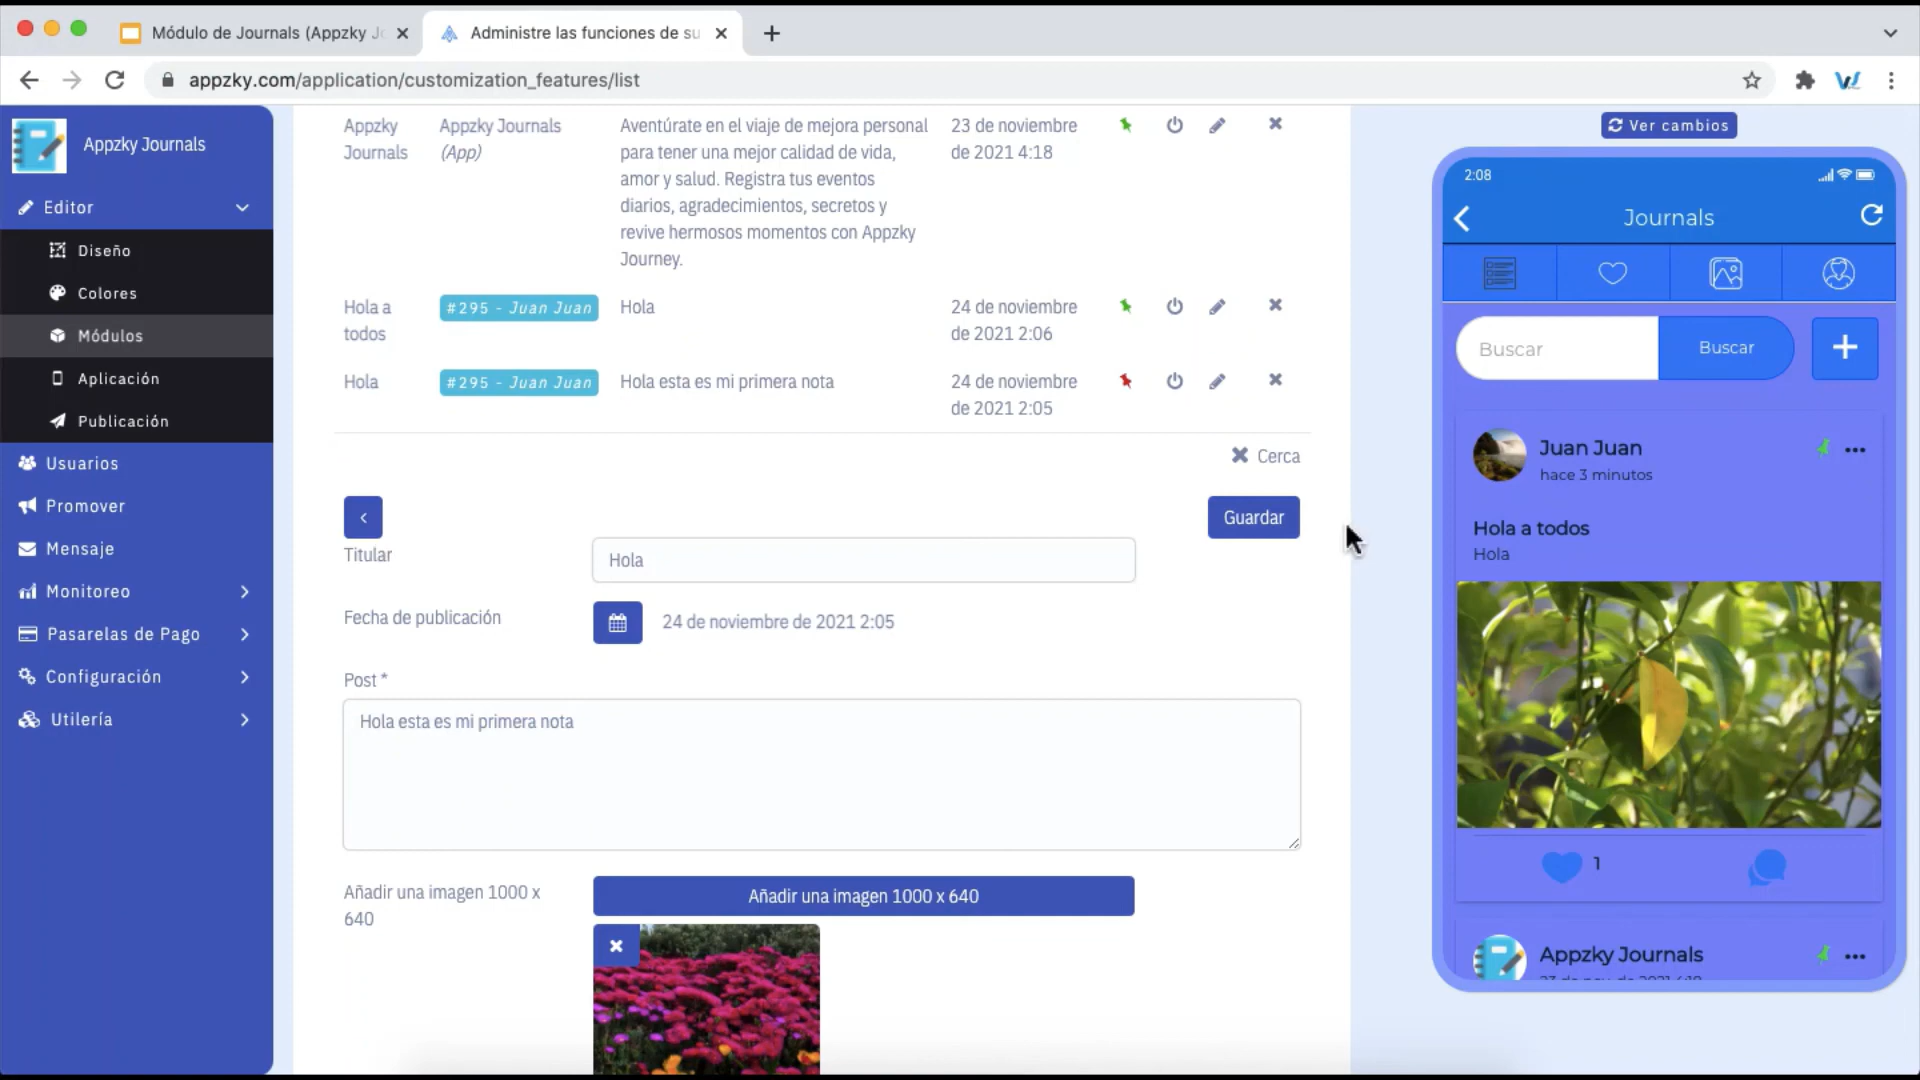 Módulo de Journals (Appzky Jo
Administre las funciones de su
appzky.com/application/customization_features/list
Appzky Journals
Editor
Diseño
Colores
Módulos
Aplicación
Publicación
Usuarios
Promover
Mensaje
Monitoreo
Pasarelas de Pago
Configuración
Utilería
Appzky
Journals
Appzky Journals
(App)
Aventúrate en el viaje de mejora personal
para tener una mejor calidad de vida,
amor y salud. Registra tus eventos
diarios, agradecimientos, secretos y
revive hermosos momentos con Appzky
Journey.
23 de noviembre
de 2021 4:18
Hola a
todos
#295 - Juan Juan
Hola
24 de noviembre
de 2021 2:06
Hola
#295 - Juan Juan
Hola esta es mi primera nota
24 de noviembre
de 2021 2:05
Cerca
Guardar
Titular
Hola
Fecha de publicación
24 de noviembre de 2021 2:05
Post *
Hola esta es mi primera nota
Añadir una imagen 1000 x
640
Añadir una imagen 1000 x 640
Ver cambios
2:08
Journals
Buscar
Buscar
Juan Juan
hace 3 minutos
Hola a todos
Hola
1
Appzky Journals